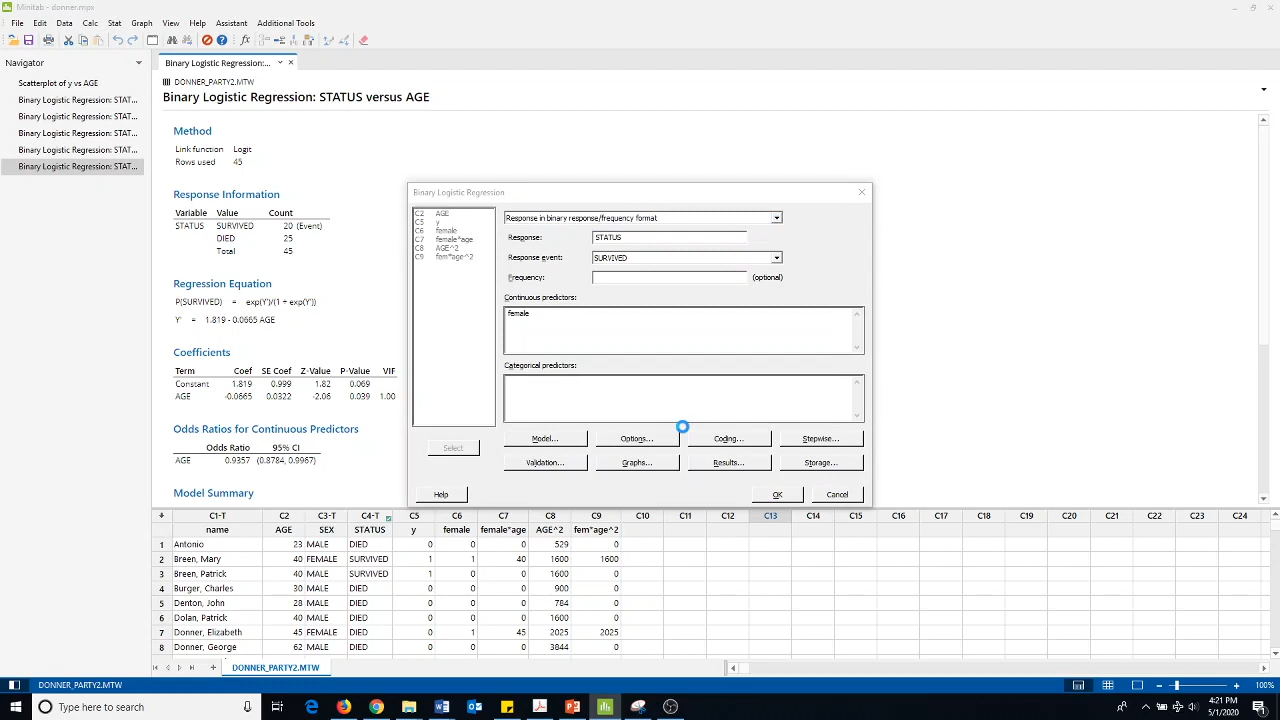 Minitab - donner.mpx
File Edit Data Calc Stat Graph View Help Assistant Additional Tools
Navigator
Binary Logistic Regression:...
Scatterplot of y vs AGE
Binary Logistic Regression: STAT...
Binary Logistic Regression: STAT...
Binary Logistic Regression: STAT...
Binary Logistic Regression: STAT...
Binary Logistic Regression: STAT...
DONNER_PARTY2.MTW
Binary Logistic Regression: STATUS versus AGE
Method
Link function Logit
Rows used 45
Response Information
Variable Value Count
STATUS SURVIVED 20 (Event)
DIED 25
Total 45
Regression Equation
P(SURVIVED) = exp(Y')/(1 + exp(Y'))
Y' = 1.819 - 0.0665 AGE
Coefficients
Term Coef SE Coef Z-Value P-Value VIF
Constant 1.819 0.999 1.82 0.069
AGE -0.0665 0.0322 -2.06 0.039 1.00
Odds Ratios for Continuous Predictors
Odds Ratio 95% CI
AGE 0.9357 (0.8784, 0.9967)
Model Summary
Binary Logistic Regression
C2 AGE
C5 y
C6 female
C7 female*age
C8 AGE^2
C9 fem*age^2
Response in binary response/frequency format
Response: STATUS
Response event: SURVIVED
Frequency: (optional)
Continuous predictors:
female
Categorical predictors:
Select
Model... Options... Coding... Stepwise...
Validation... Graphs... Results... Storage...
Help OK Cancel
C1-T C2 C3-T C4-T C5 C6 C7 C8 C9 C10 C11 C12 C13 C14 C15 C16 C17 C18 C19 C20 C21 C22 C23 C24
name AGE SEX STATUS y female female*age AGE^2 fem*age^2
1 Antonio 23 MALE DIED 0 0 0 529 0
2 Breen, Mary 40 FEMALE SURVIVED 1 1 40 1600 1600
3 Breen, Patrick 40 MALE SURVIVED 1 0 0 1600 0
4 Burger, Charles 30 MALE DIED 0 0 0 900 0
5 Denton, John 28 MALE DIED 0 0 0 784 0
6 Dolan, Patrick 40 MALE DIED 0 0 0 1600 0
7 Donner, Elizabeth 45 FEMALE DIED 0 1 45 2025 2025
8 Donner, George 62 MALE DIED 0 0 0 3844 0
DONNER_PARTY2.MTW
DONNER_PARTY2.MTW
100%
Type here to search
4:21 PM
5/1/2020